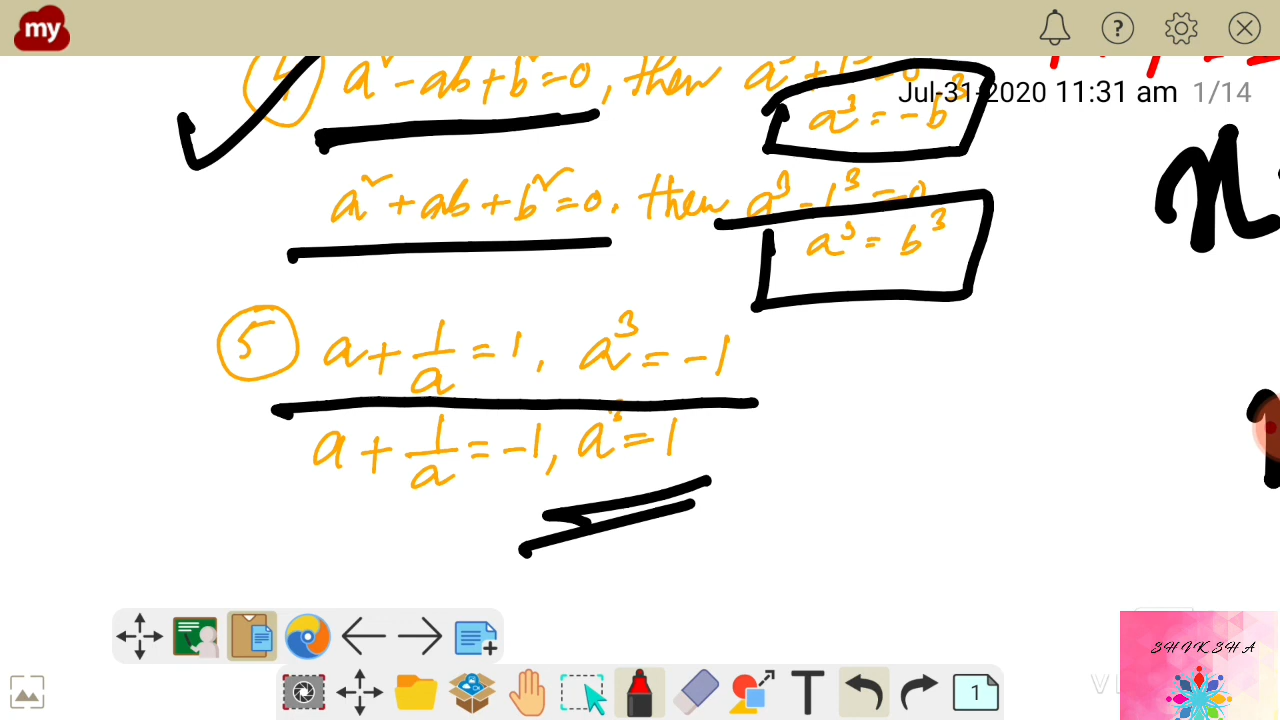 my
Jul-31-2020 11:31 am 1/14
④ a² - ab + b² = 0, then a³ + b³ = 0
a³ = -b³
a² + ab + b² = 0. then a³ - b³ = 0
a³ = b³
⑤ a + 1/a = 1, a³ = -1
a + 1/a = -1, a³ = 1
x
T
1
SHIKSHA